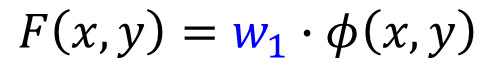 F(x, y) = w₁ · ϕ(x, y)